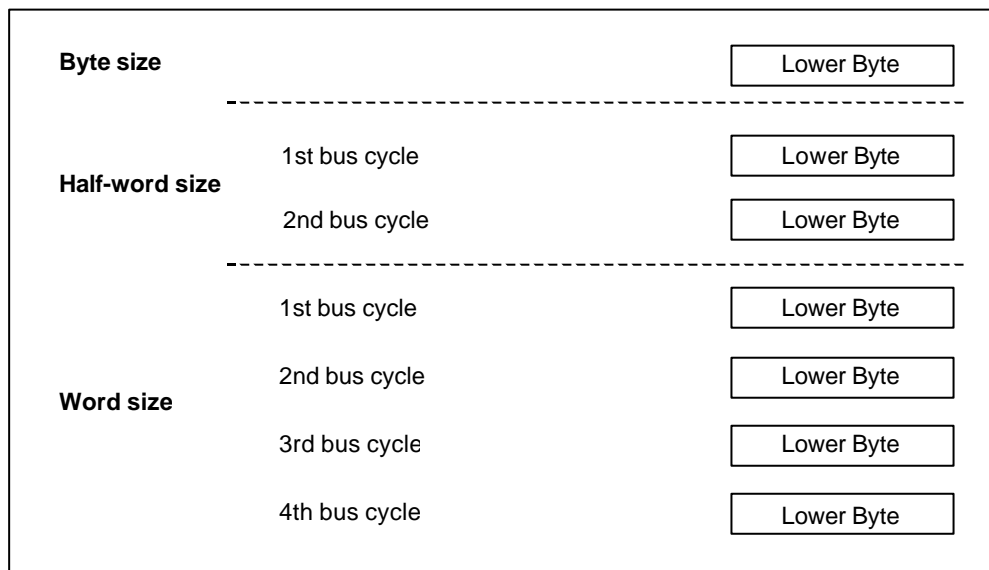 Byte size Lower Byte
1st bus cycle Lower Byte
Half-word size
2nd bus cycle Lower Byte
1st bus cycle Lower Byte
2nd bus cycle Lower Byte
Word size
3rd bus cycle Lower Byte
4th bus cycle Lower Byte